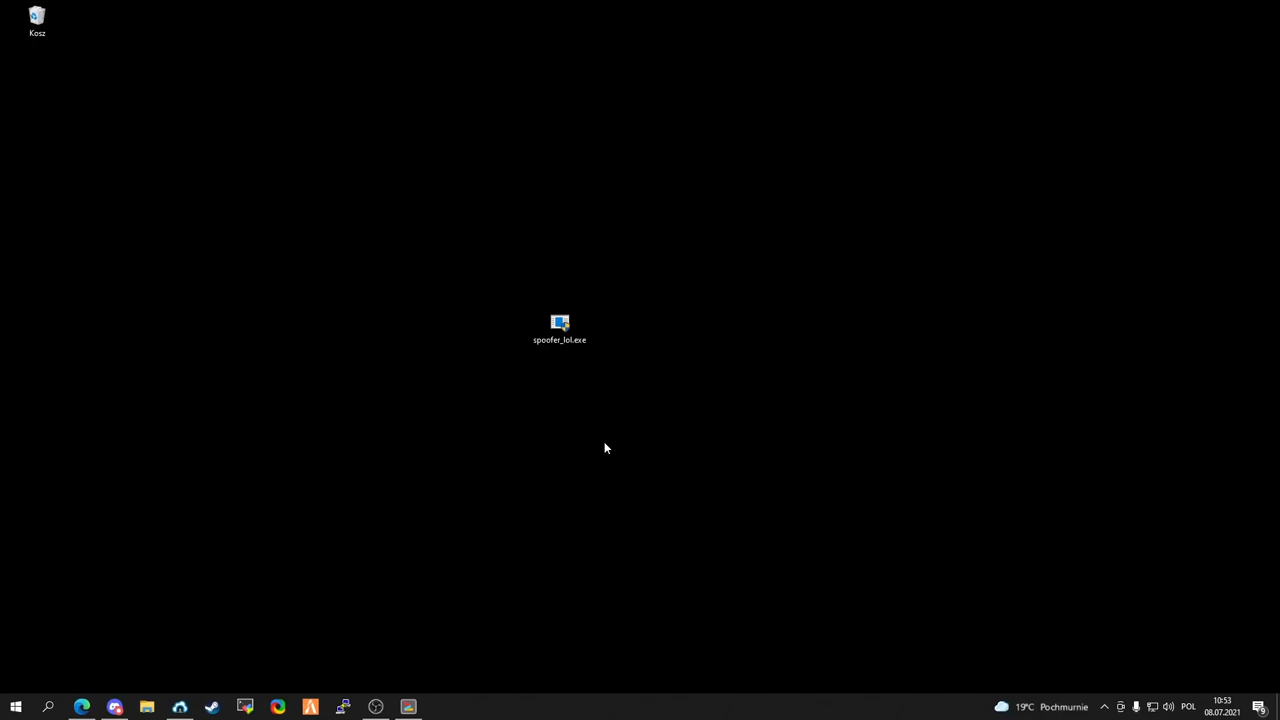 Kosz
spoofer_lol.exe
19°C Pochmurnie
POL
10:53
08.07.2021